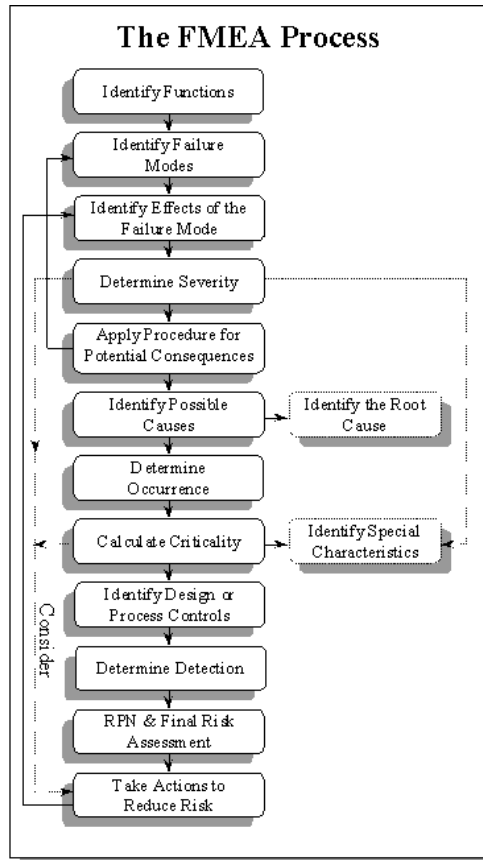 The FMEA Process
Identify Functions
Identify Failure
Modes
Identify Effects of the
Failure Mode
Determine Severity
Apply Procedure for
Potential Consequences
Identify Possible
Causes
Identify the Root
Cause
Determine
Occurrence
Calculate Criticality
Identify Special
Characteristics
Identify Design or
Process Controls
Consider
Determine Detection
RPN & Final Risk
Assessment
Take Actions to
Reduce Risk